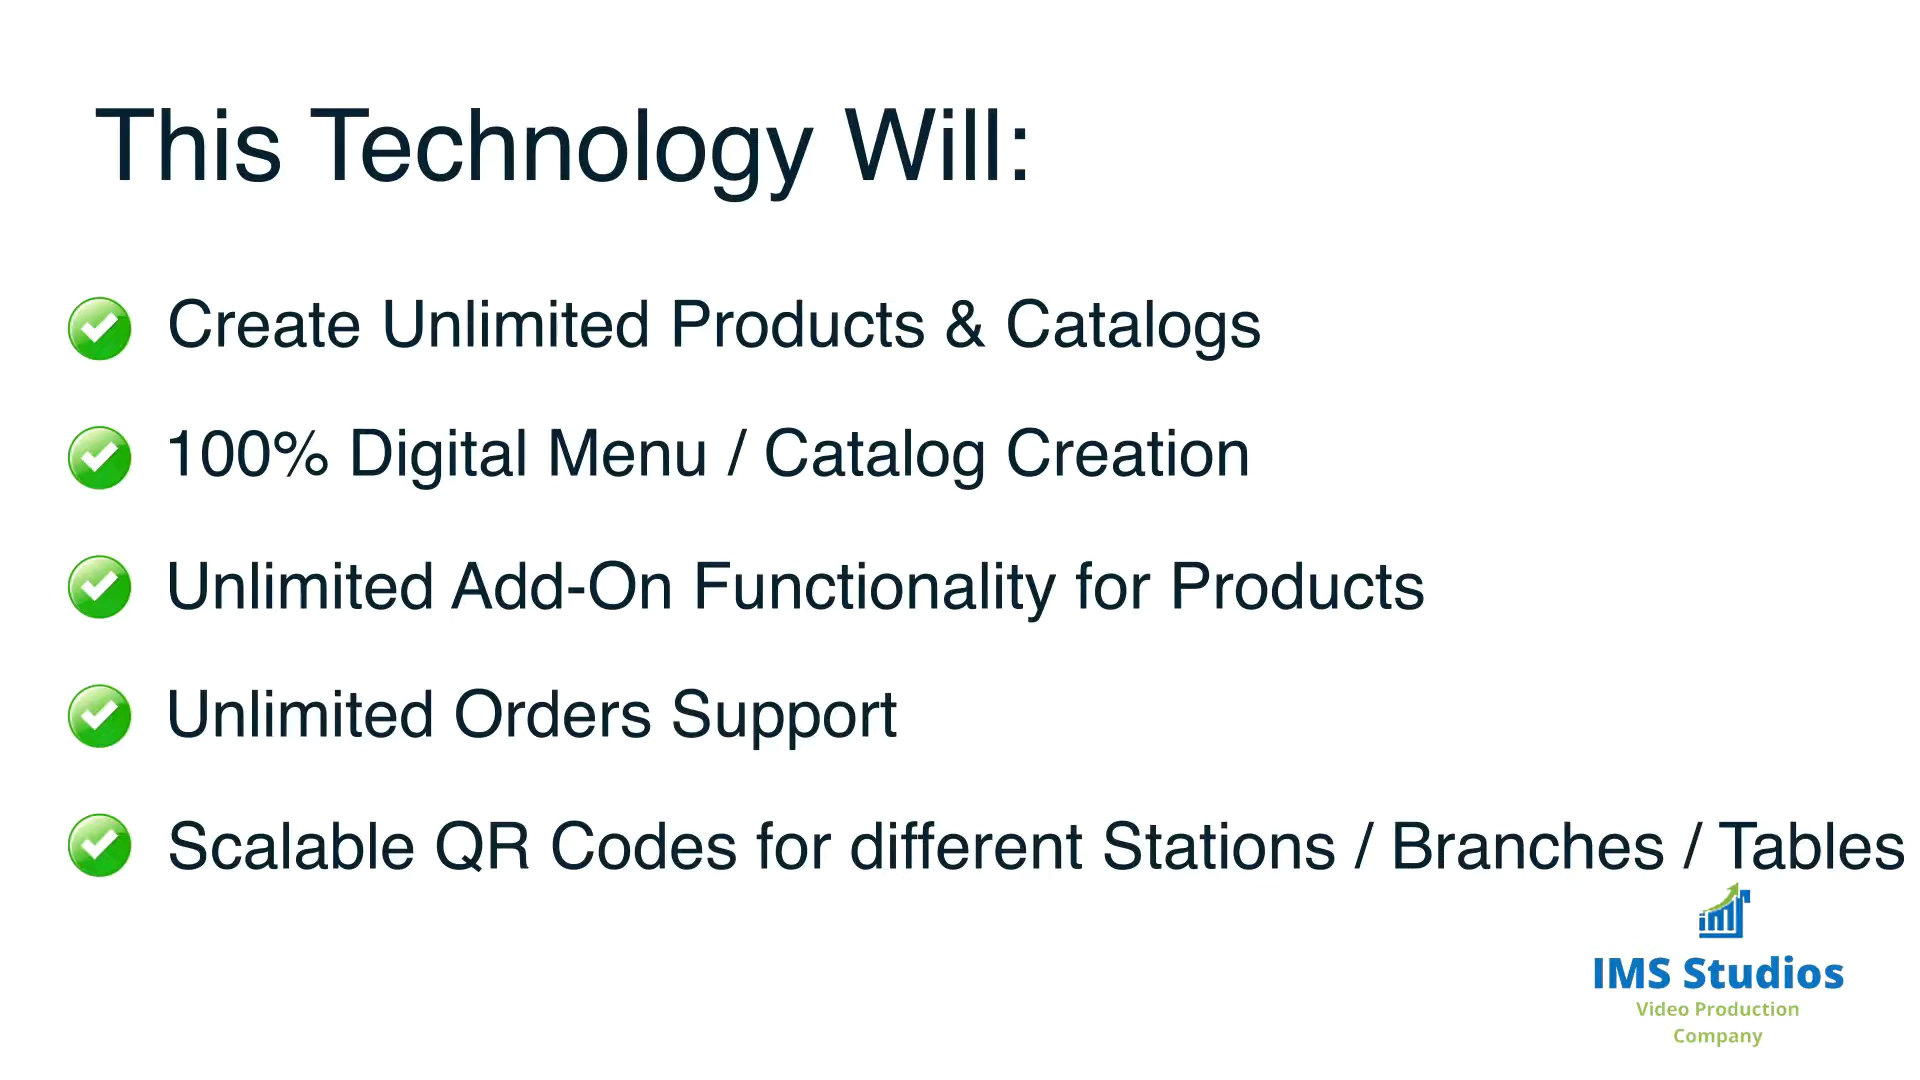 This Technology Will:
Create Unlimited Products & Catalogs
100% Digital Menu / Catalog Creation
Unlimited Add-On Functionality for Products
Unlimited Orders Support
Scalable QR Codes for different Stations / Branches / Tables
IMS Studios
Video Production
Company